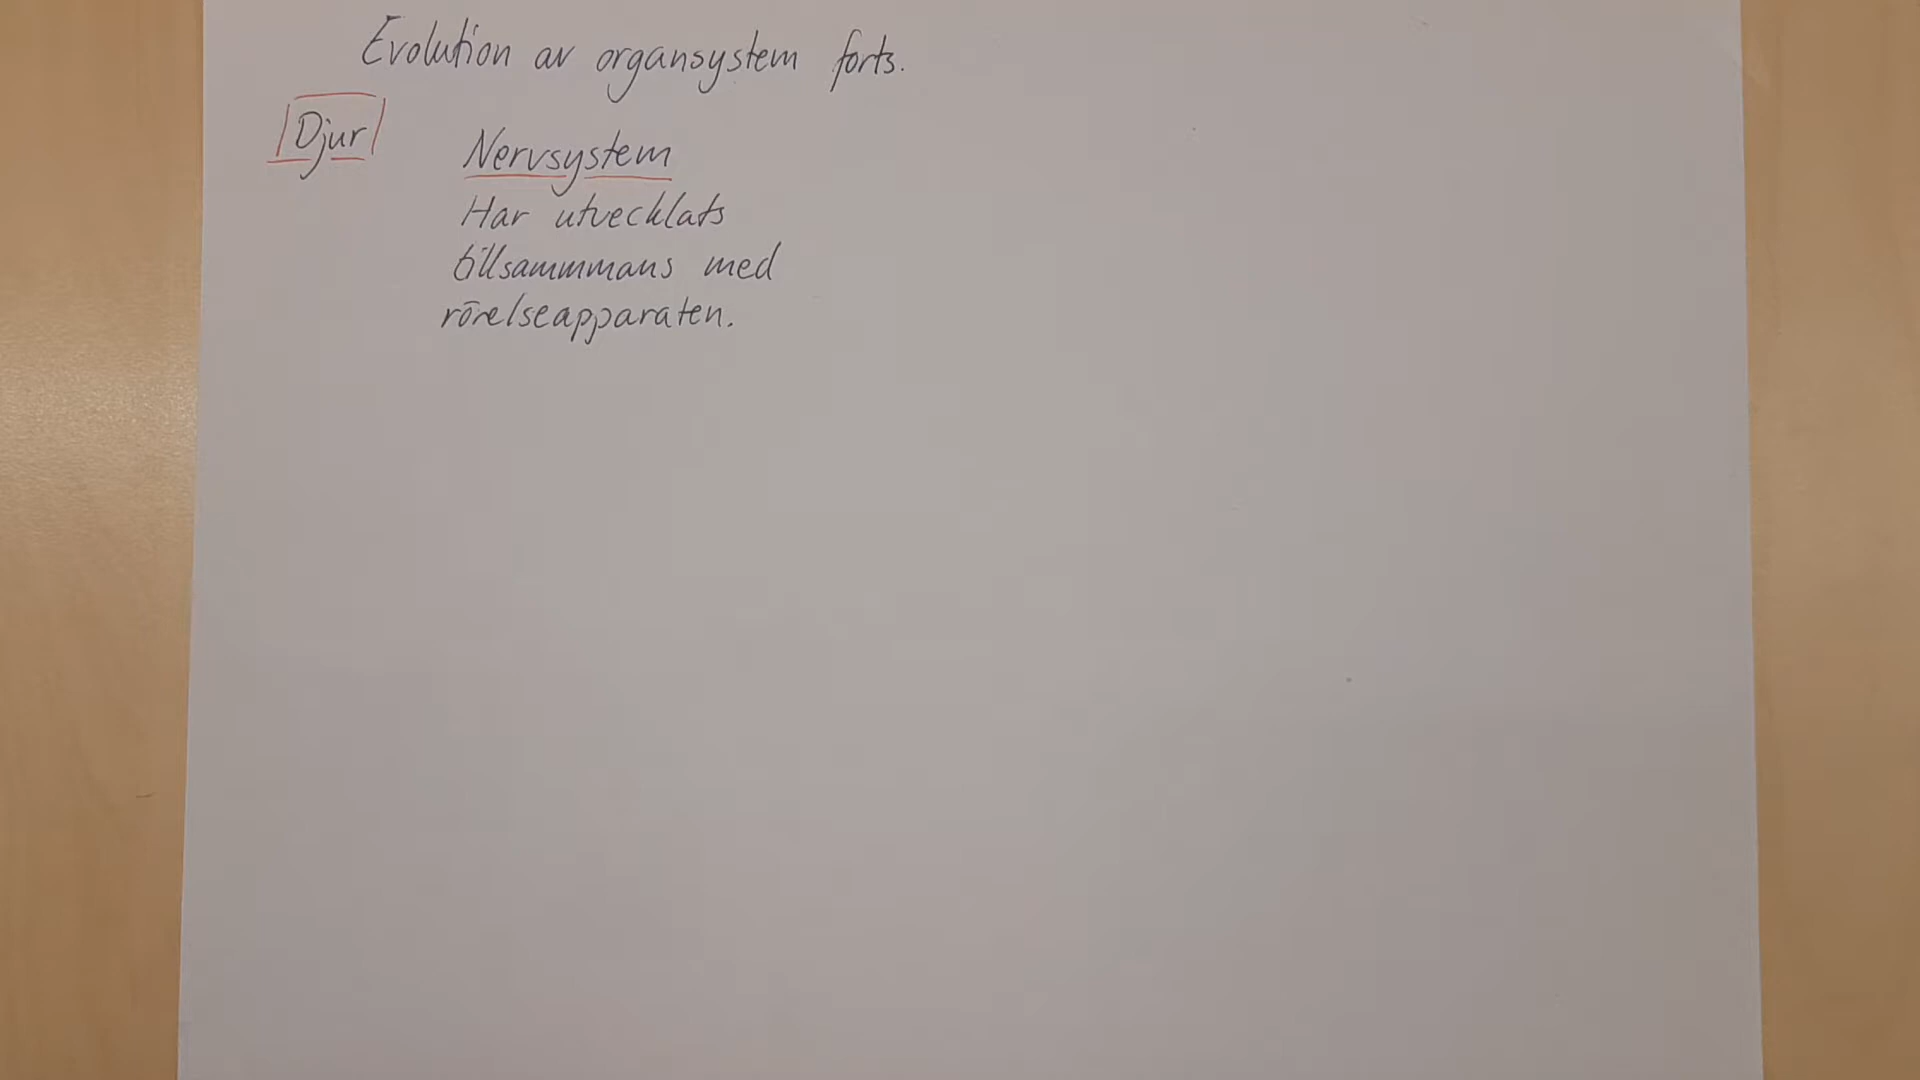 Evolution av organsystem forts.
Djur
Nervsystem
Har utvecklats
tillsammans med
rörelseapparaten.